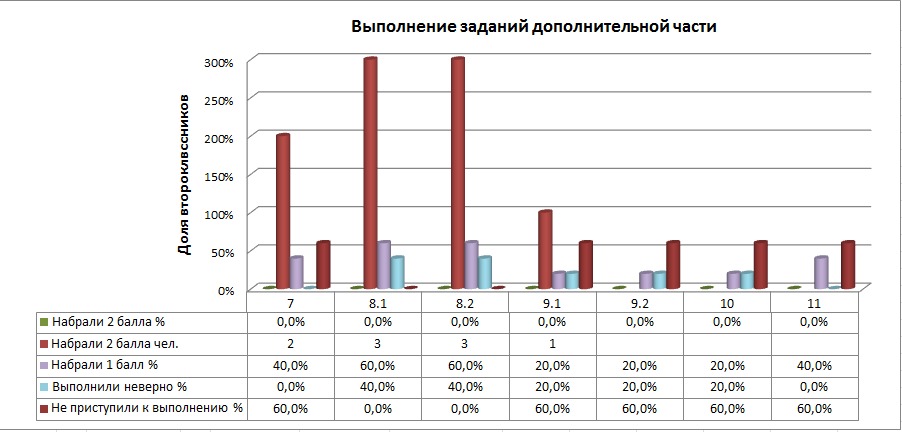 Выполнение заданий дополнительной части
Доля второклвссников
300%
250%
200%
150%
100%
50%
0%
7 8.1 8.2 9.1 9.2 10 11
Набрали 2 балла % 0,0% 0,0% 0,0% 0,0% 0,0% 0,0% 0,0%
Набрали 2 балла чел. 2 3 3 1
Набрали 1 балл % 40,0% 60,0% 60,0% 20,0% 20,0% 20,0% 40,0%
Выполнили неверно % 0,0% 40,0% 40,0% 20,0% 20,0% 20,0% 0,0%
Не приступили к выполнению % 60,0% 0,0% 0,0% 60,0% 60,0% 60,0% 60,0%